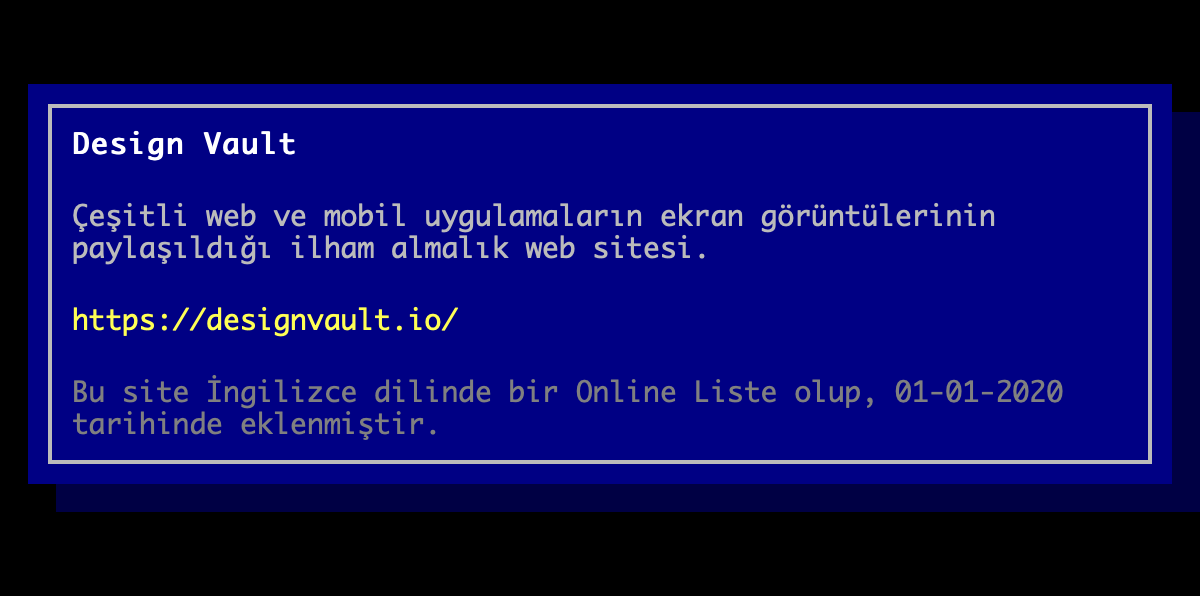 Design Vault
Çeşitli web ve mobil uygulamaların ekran görüntülerinin
paylaşıldığı ilham almalık web sitesi.
https://designvault.io/
Bu site İngilizce dilinde bir Online Liste olup, 01-01-2020
tarihinde eklenmiştir.